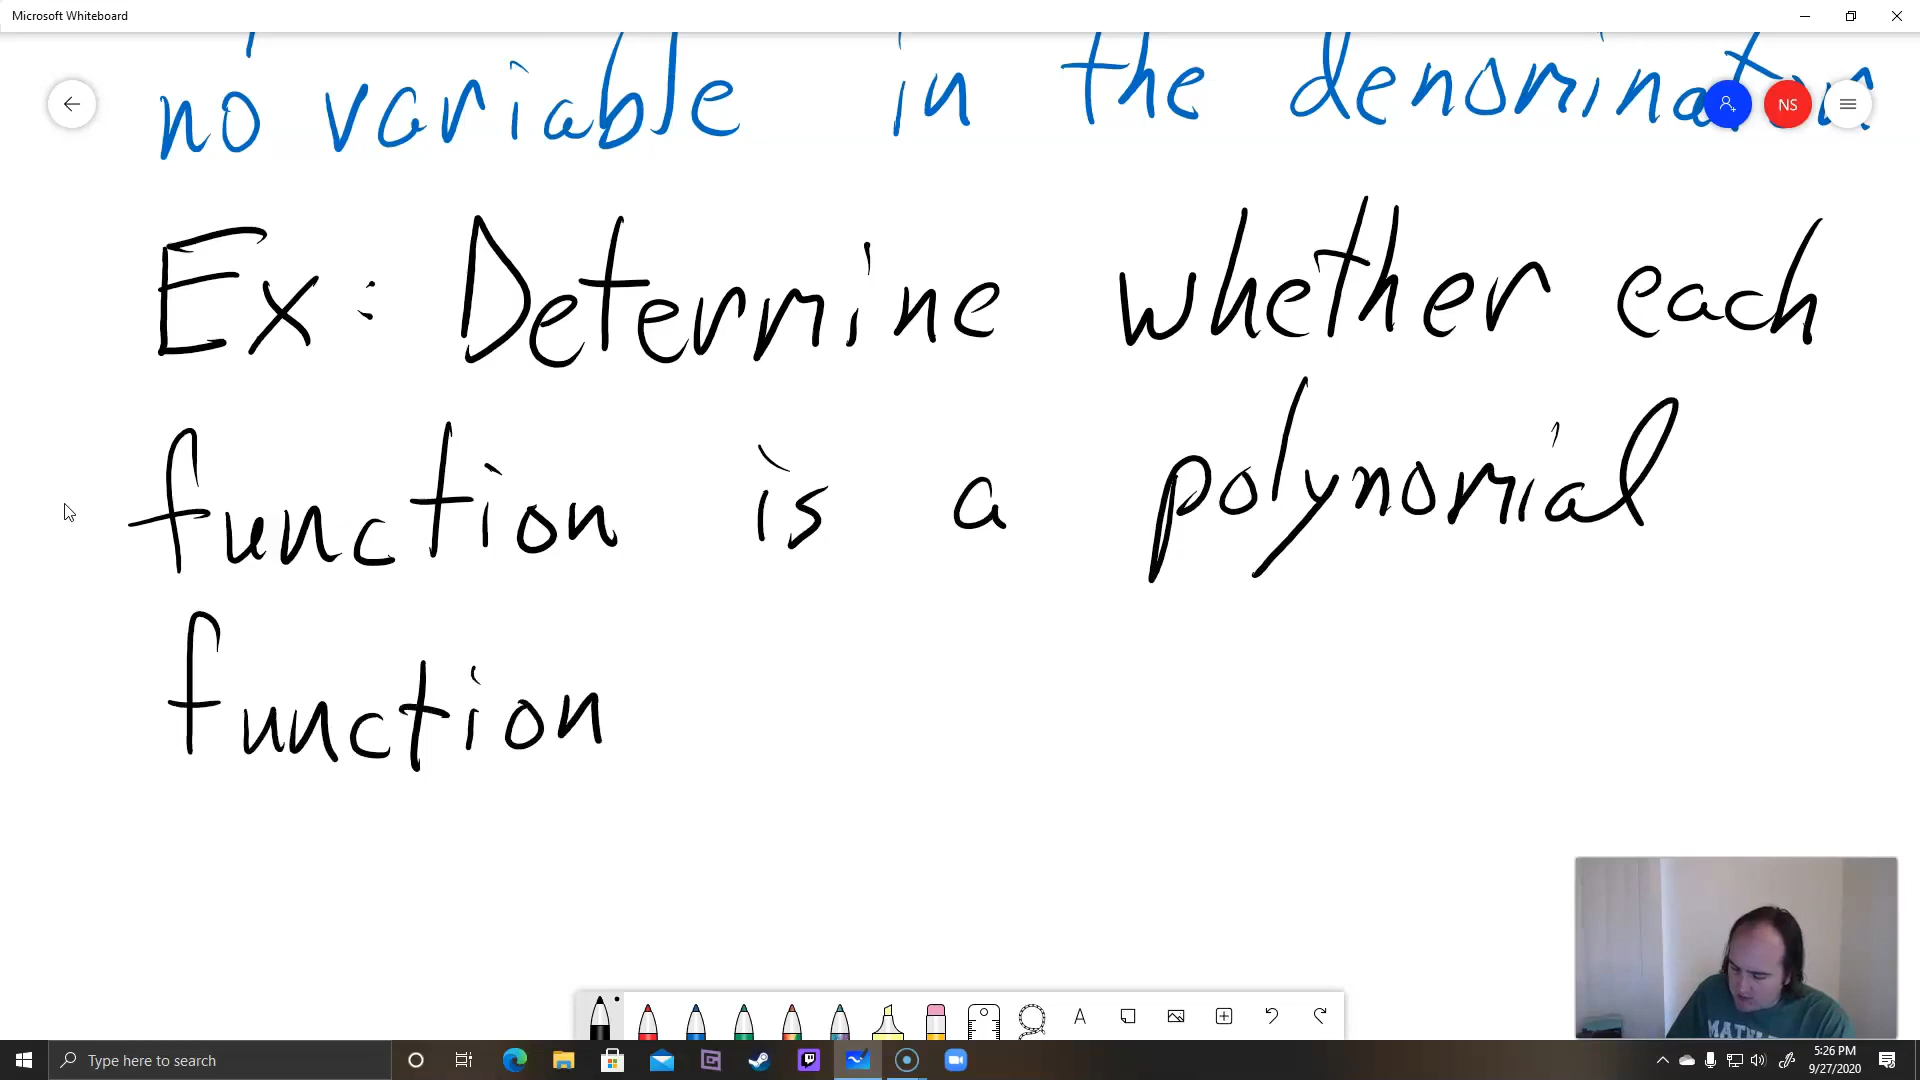 Microsoft Whiteboard
no variable in the denominator
NS
Ex: Determine whether each
function is a polynomial
function
A
MATH
Type here to search
5:26 PM
9/27/2020